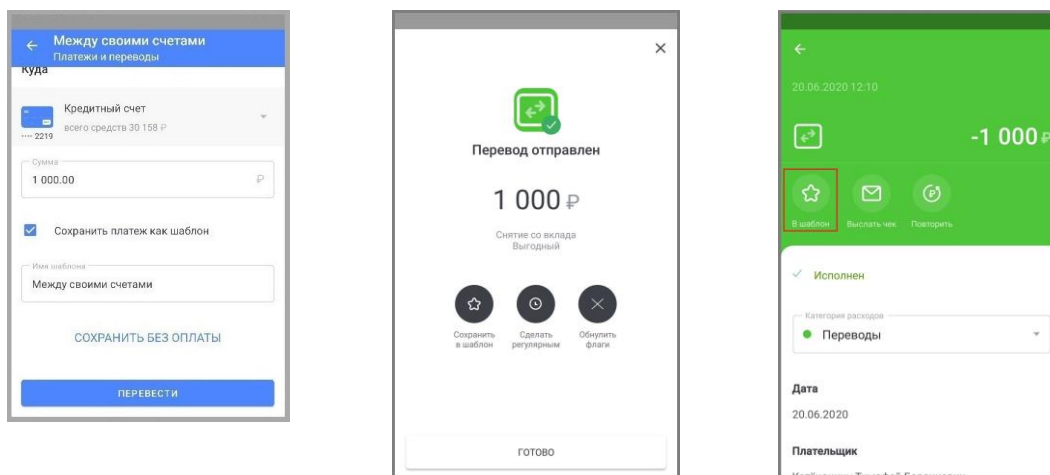 Между своими счетами
Платежи и переводы
Куда
Кредитный счет
всего средств 30 158 ₽
···· 2219
Сумма
1 000.00 ₽
Сохранить платеж как шаблон
Имя шаблона
Между своими счетами
СОХРАНИТЬ БЕЗ ОПЛАТЫ
ПЕРЕВЕСТИ
Перевод отправлен
1 000 ₽
Снятие со вклада
Выгодный
Сохранить
в шаблон
Сделать
регулярным
Обнулить
флаги
ГОТОВО
20.06.2020 12:10
-1 000 ₽
В шаблон
Выслать чек
Повторить
Исполнен
Категория расходов
Переводы
Дата
20.06.2020
Плательщик